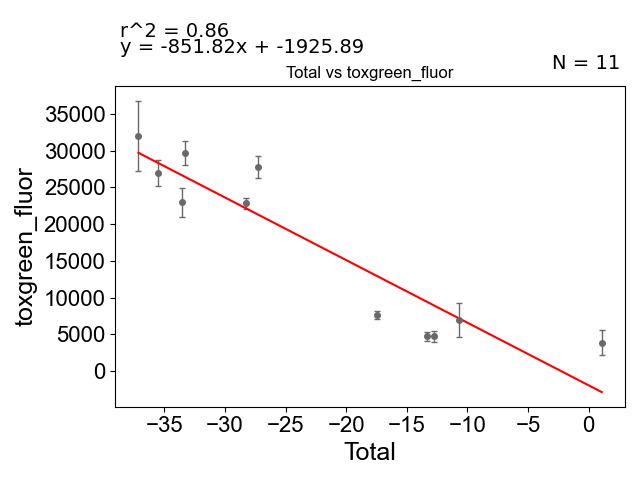 r^2 = 0.86
y = -851.82x + -1925.89
N = 11
Total vs toxgreen_fluor
35000
30000
25000
20000
15000
10000
5000
0
toxgreen_fluor
−35 −30 −25 −20 −15 −10 −5 0
Total